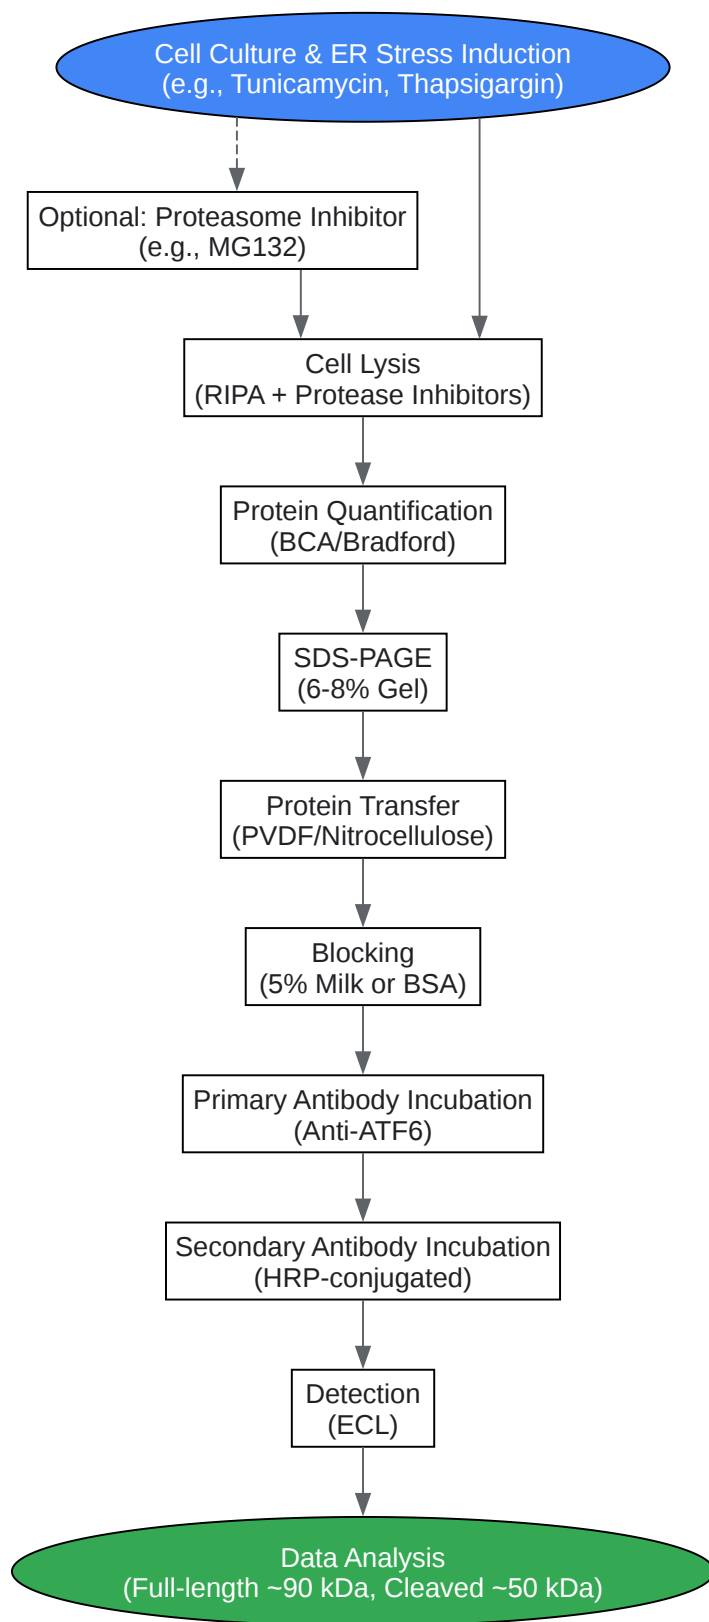 Cell Culture & ER Stress Induction
(e.g., Tunicamycin, Thapsigargin)
Optional: Proteasome Inhibitor
(e.g., MG132)
Cell Lysis
(RIPA + Protease Inhibitors)
Protein Quantification
(BCA/Bradford)
SDS-PAGE
(6-8% Gel)
Protein Transfer
(PVDF/Nitrocellulose)
Blocking
(5% Milk or BSA)
Primary Antibody Incubation
(Anti-ATF6)
Secondary Antibody Incubation
(HRP-conjugated)
Detection
(ECL)
Data Analysis
(Full-length ~90 kDa, Cleaved ~50 kDa)